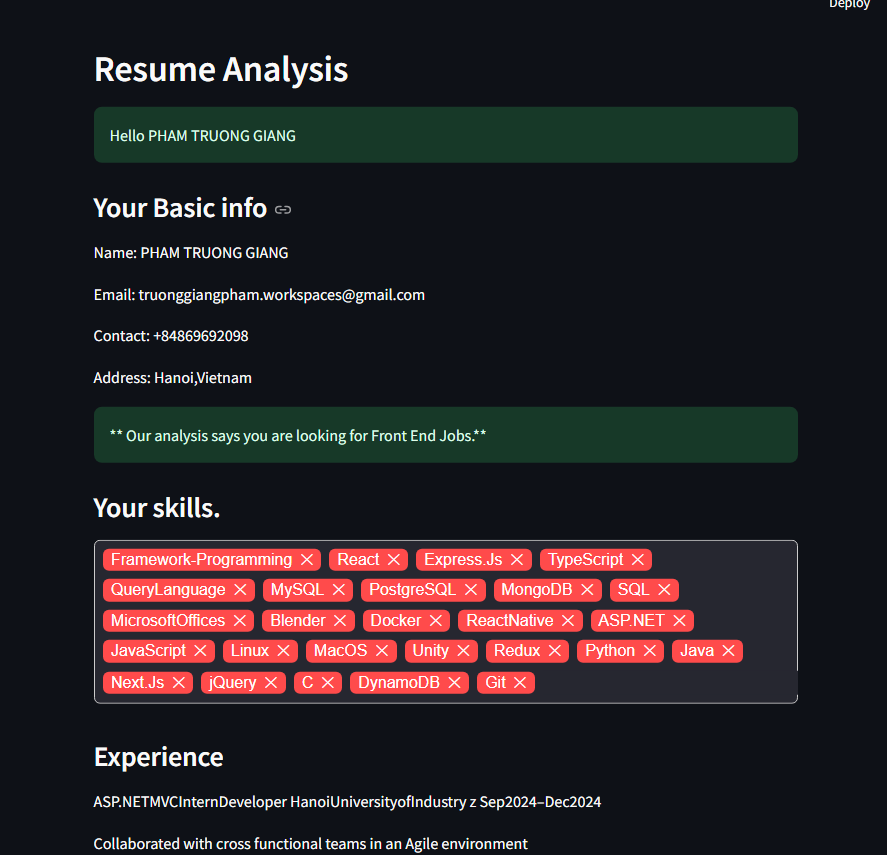 Deploy
Resume Analysis
Hello PHAM TRUONG GIANG
Your Basic info
Name: PHAM TRUONG GIANG
Email: truonggiangpham.workspaces@gmail.com
Contact: +84869692098
Address: Hanoi,Vietnam
** Our analysis says you are looking for Front End Jobs.**
Your skills.
Framework-Programming React Express.Js TypeScript
QueryLanguage MySQL PostgreSQL MongoDB SQL
MicrosoftOffices Blender Docker ReactNative ASP.NET
JavaScript Linux MacOS Unity Redux Python Java
Next.Js jQuery C DynamoDB Git
Experience
ASP.NETMVCInternDeveloper HanoiUniversityofIndustry z Sep2024–Dec2024
Collaborated with cross functional teams in an Agile environment